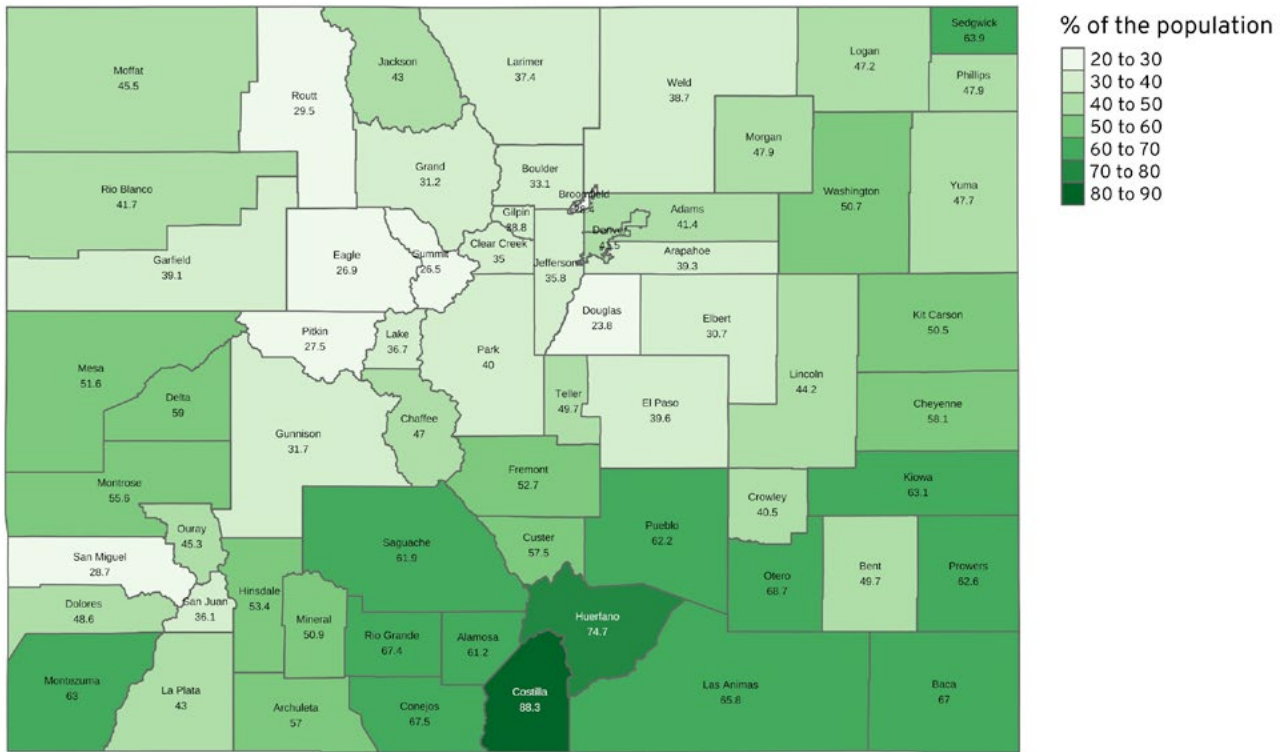 % of the population
20 to 30
30 to 40
40 to 50
50 to 60
60 to 70
70 to 80
80 to 90
Sedgwick
63.9
Logan
47.2
Phillips
47.9
Jackson
43
Larimer
37.4
Moffat
45.5
Routt
29.5
Weld
38.7
Morgan
47.9
Washington
50.7
Yuma
47.7
Grand
31.2
Boulder
33.1
Rio Blanco
41.7
Broomfield
Gilpin
38.8
Adams
41.4
Denver
Clear Creek
35
Jefferson
35.8
Arapahoe
39.3
Garfield
39.1
Eagle
26.9
Summit
26.5
Douglas
23.8
Elbert
30.7
Kit Carson
50.5
Pitkin
27.5
Lake
36.7
Park
40
Mesa
51.6
Lincoln
44.2
Delta
59
Teller
49.7
El Paso
39.6
Cheyenne
58.1
Chaffee
47
Gunnison
31.7
Fremont
52.7
Kiowa
63.1
Montrose
55.6
Crowley
40.5
Ouray
45.3
Pueblo
62.2
Saguache
61.9
Custer
57.5
San Miguel
28.7
Bent
49.7
Prowers
62.6
Otero
68.7
Hinsdale
53.4
Dolores
48.6
San Juan
36.1
Mineral
50.9
Huerfano
74.7
Rio Grande
67.4
Alamosa
61.2
Montezuma
63
La Plata
43
Costilla
88.3
Las Animas
65.8
Baca
67
Archuleta
57
Conejos
67.5